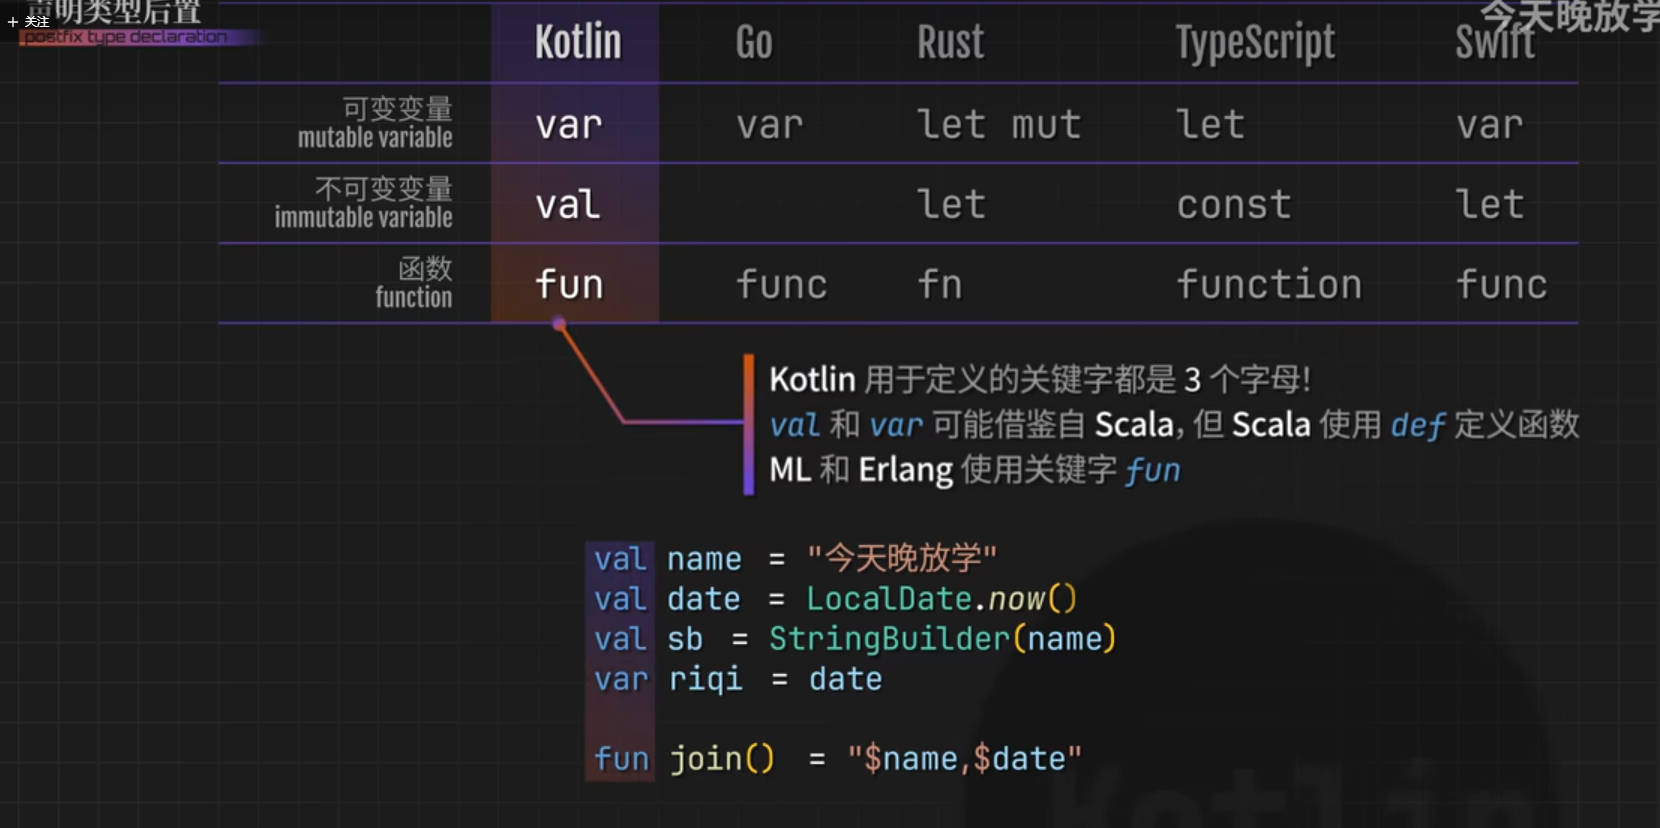 声明类型后置
+ 关注
postfix type declaration
今天晚放学
Kotlin Go Rust TypeScript Swift
可变变量
mutable variable
var var let mut let var
不可变变量
immutable variable
val let const let
函数
function
fun func fn function func
Kotlin 用于定义的关键字都是 3 个字母!
val 和 var 可能借鉴自 Scala, 但 Scala 使用 def 定义函数
ML 和 Erlang 使用关键字 fun
val name = "今天晚放学"
val date = LocalDate.now()
val sb = StringBuilder(name)
var riqi = date
fun join() = "$name,$date"
Kotlin